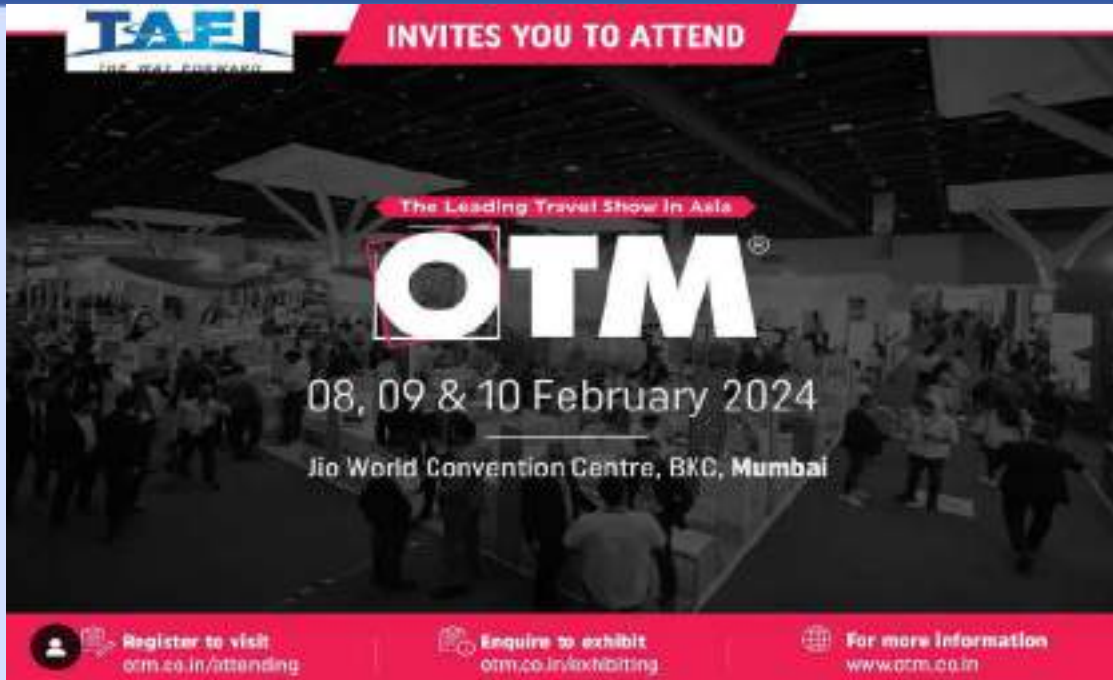 TAFI
THE WAY FORWARD
INVITES YOU TO ATTEND
The Leading Travel Show in Asia
OTM®
08, 09 & 10 February 2024
Jio World Convention Centre, BKC, Mumbai
Register to visit
otm.co.in/attending
Enquire to exhibit
otm.co.in/exhibiting
For more information
www.otm.co.in